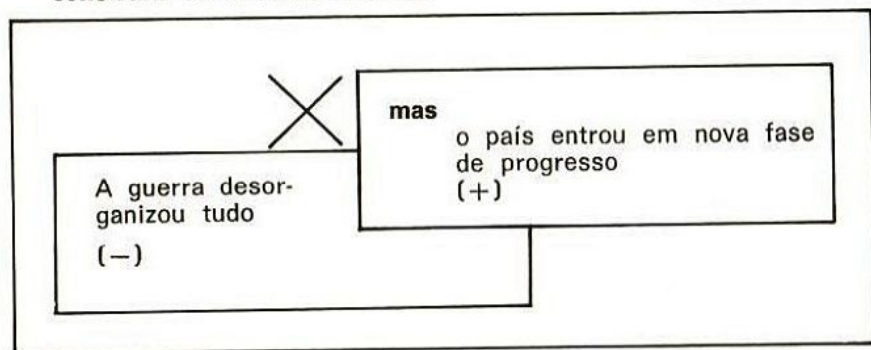 A guerra desor-
ganizou tudo
(—)
mas
o país entrou em nova fase
de progresso
(+)